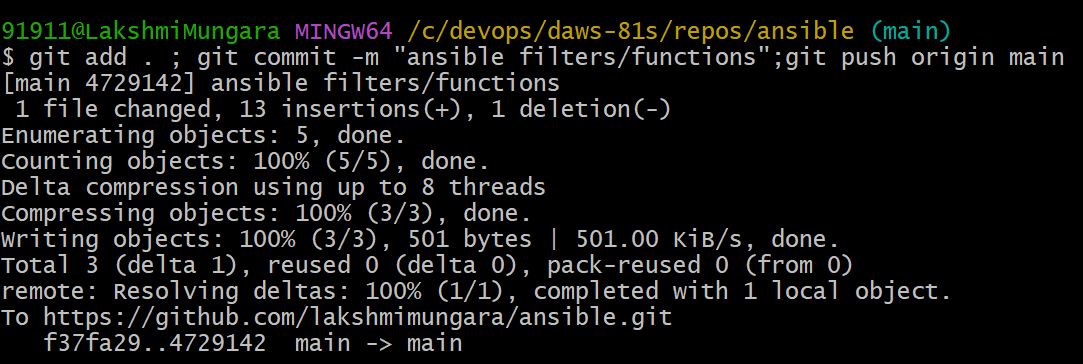 91911@LakshmiMungara MINGW64 /c/devops/daws-81s/repos/ansible (main)
$ git add . ; git commit -m "ansible filters/functions";git push origin main
[main 4729142] ansible filters/functions
 1 file changed, 13 insertions(+), 1 deletion(-)
Enumerating objects: 5, done.
Counting objects: 100% (5/5), done.
Delta compression using up to 8 threads
Compressing objects: 100% (3/3), done.
Writing objects: 100% (3/3), 501 bytes | 501.00 KiB/s, done.
Total 3 (delta 1), reused 0 (delta 0), pack-reused 0 (from 0)
remote: Resolving deltas: 100% (1/1), completed with 1 local object.
To https://github.com/lakshmimungara/ansible.git
   f37fa29..4729142  main -> main